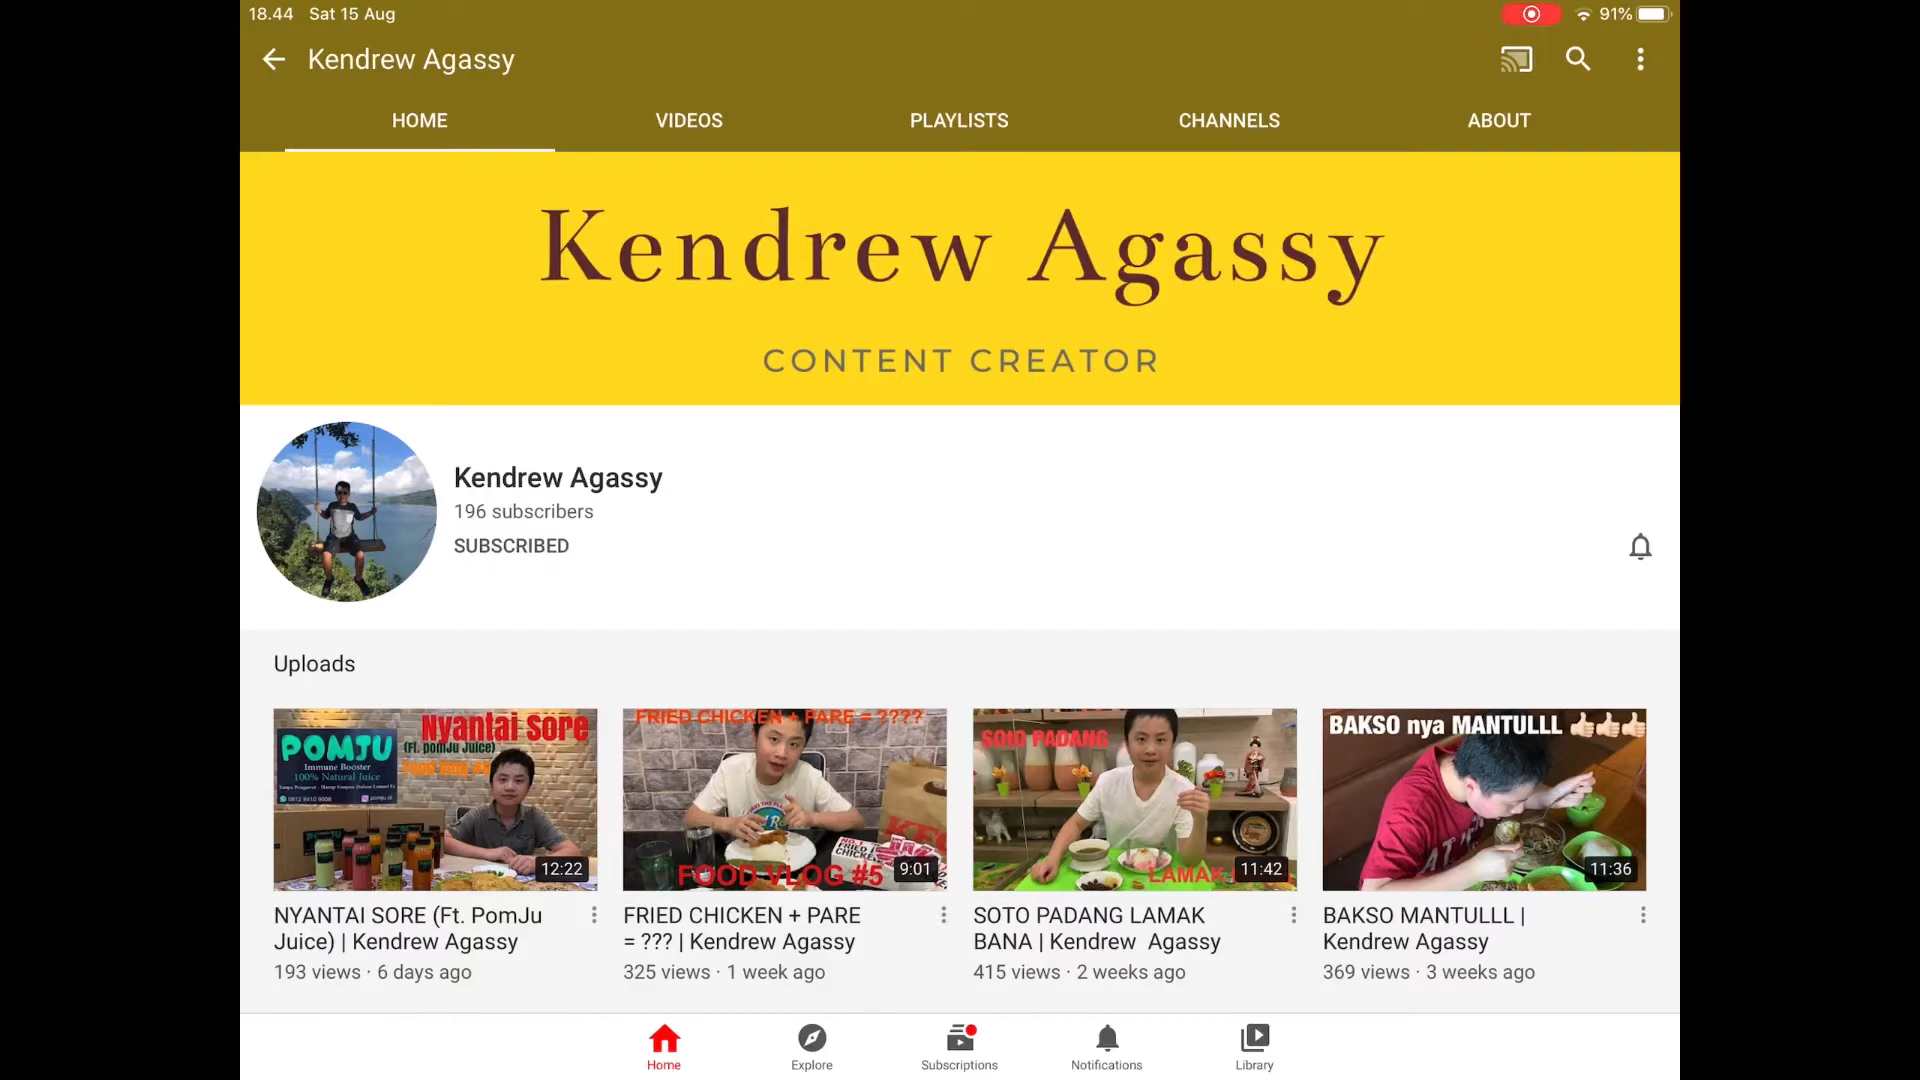 18.44 Sat 15 Aug
91%
Kendrew Agassy
HOME VIDEOS PLAYLISTS CHANNELS ABOUT
Kendrew Agassy
CONTENT CREATOR
Kendrew Agassy
196 subscribers
SUBSCRIBED
Uploads
Nyantai Sore
(Ft. pomJu Juice)
POMJU
Immune Booster
100% Natural Juice
12:22
FRIED CHICKEN + PARE = ????
FOOD VLOG #5
9:01
SOTO PADANG
LAMAK
11:42
BAKSO nya MANTULLL 👍🏻👍🏻👍🏻
11:36
NYANTAI SORE (Ft. PomJu
Juice) | Kendrew Agassy
193 views · 6 days ago
FRIED CHICKEN + PARE
= ??? | Kendrew Agassy
325 views · 1 week ago
SOTO PADANG LAMAK
BANA | Kendrew Agassy
415 views · 2 weeks ago
BAKSO MANTULLL |
Kendrew Agassy
369 views · 3 weeks ago
Home Explore Subscriptions Notifications Library